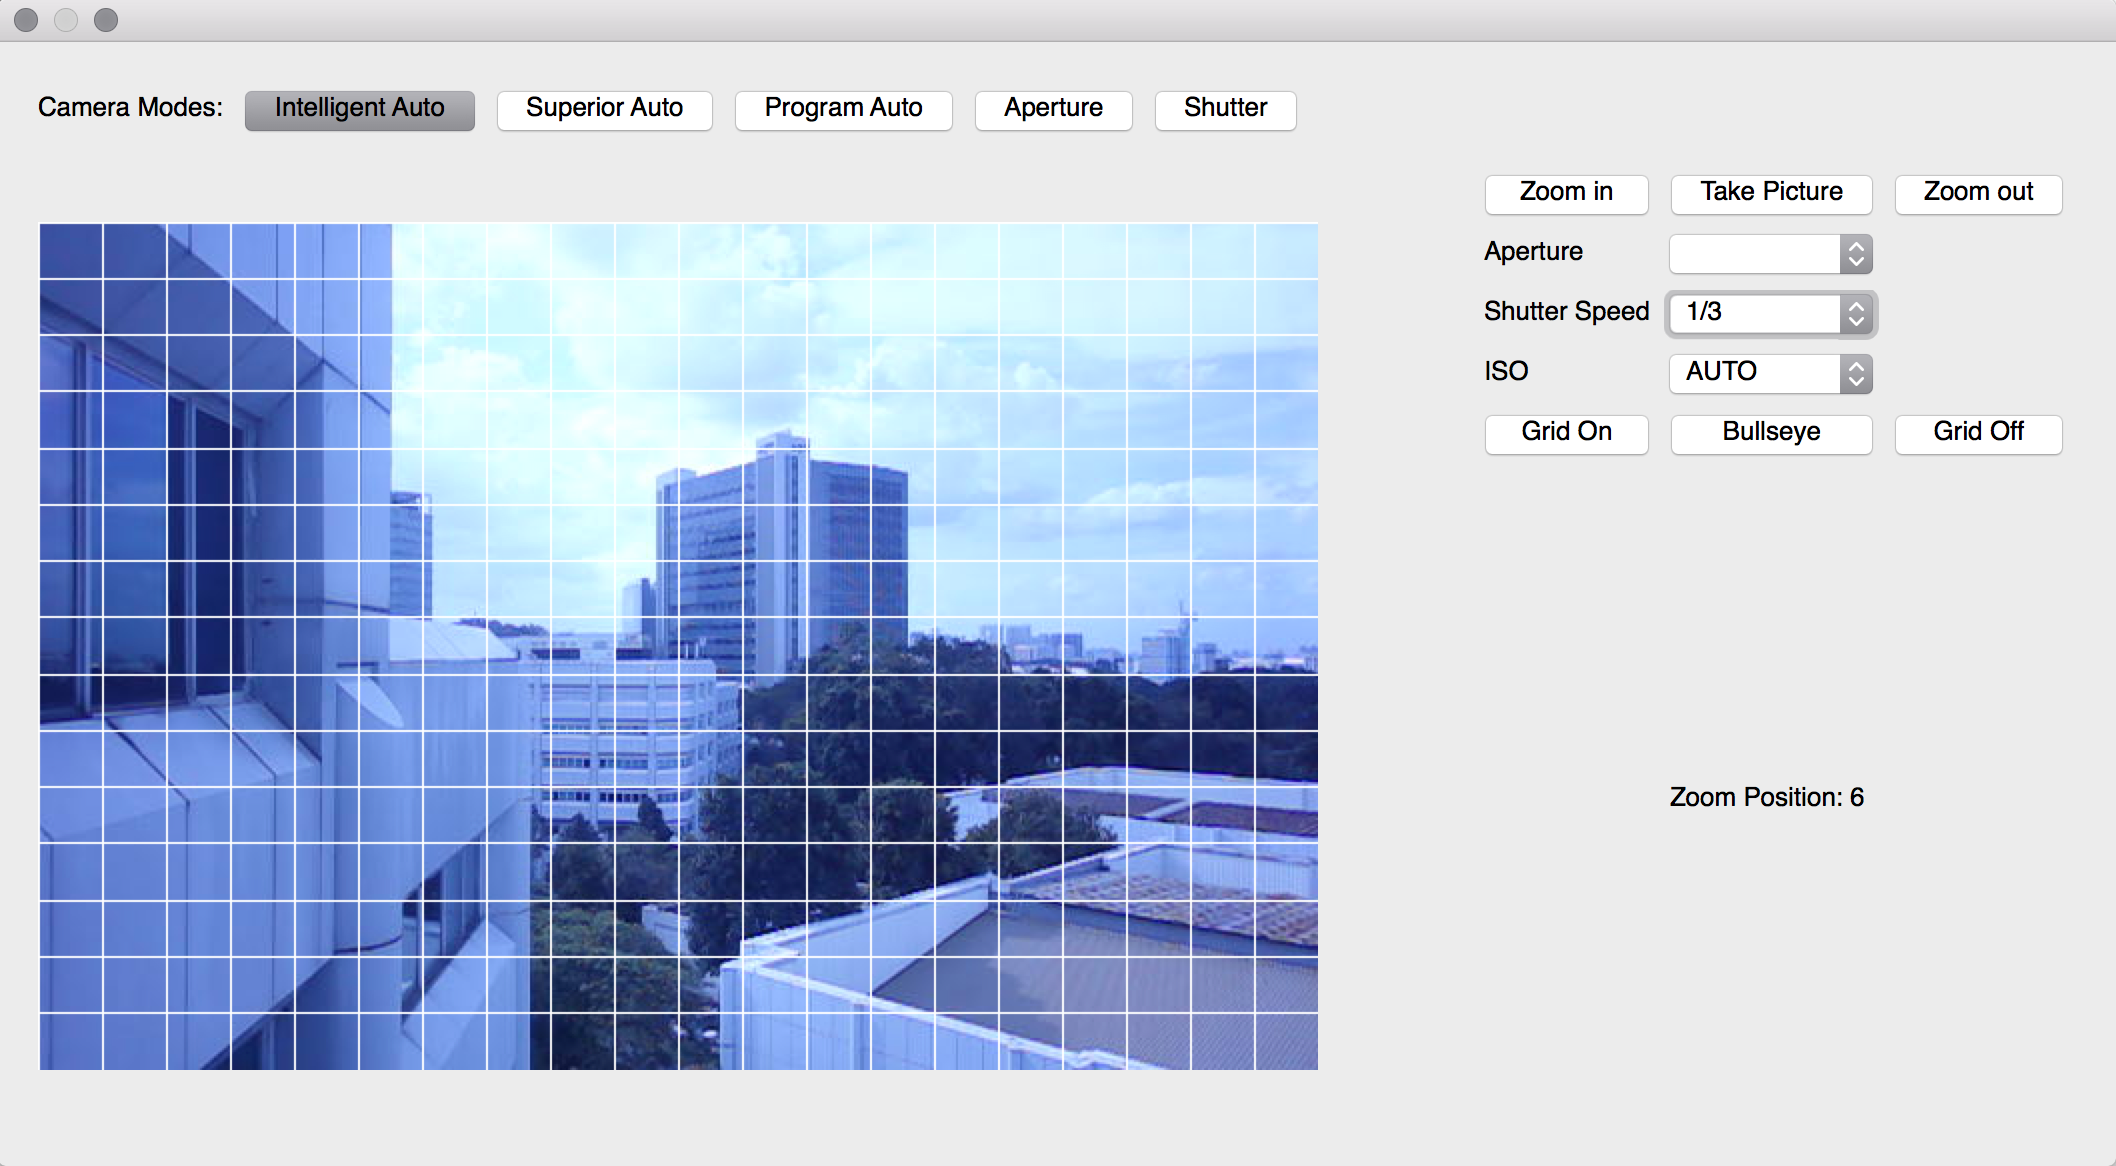 Camera Modes: Intelligent Auto Superior Auto Program Auto Aperture Shutter
Zoom in Take Picture Zoom out
Aperture
Shutter Speed 1/3
ISO AUTO
Grid On Bullseye Grid Off
Zoom Position: 6